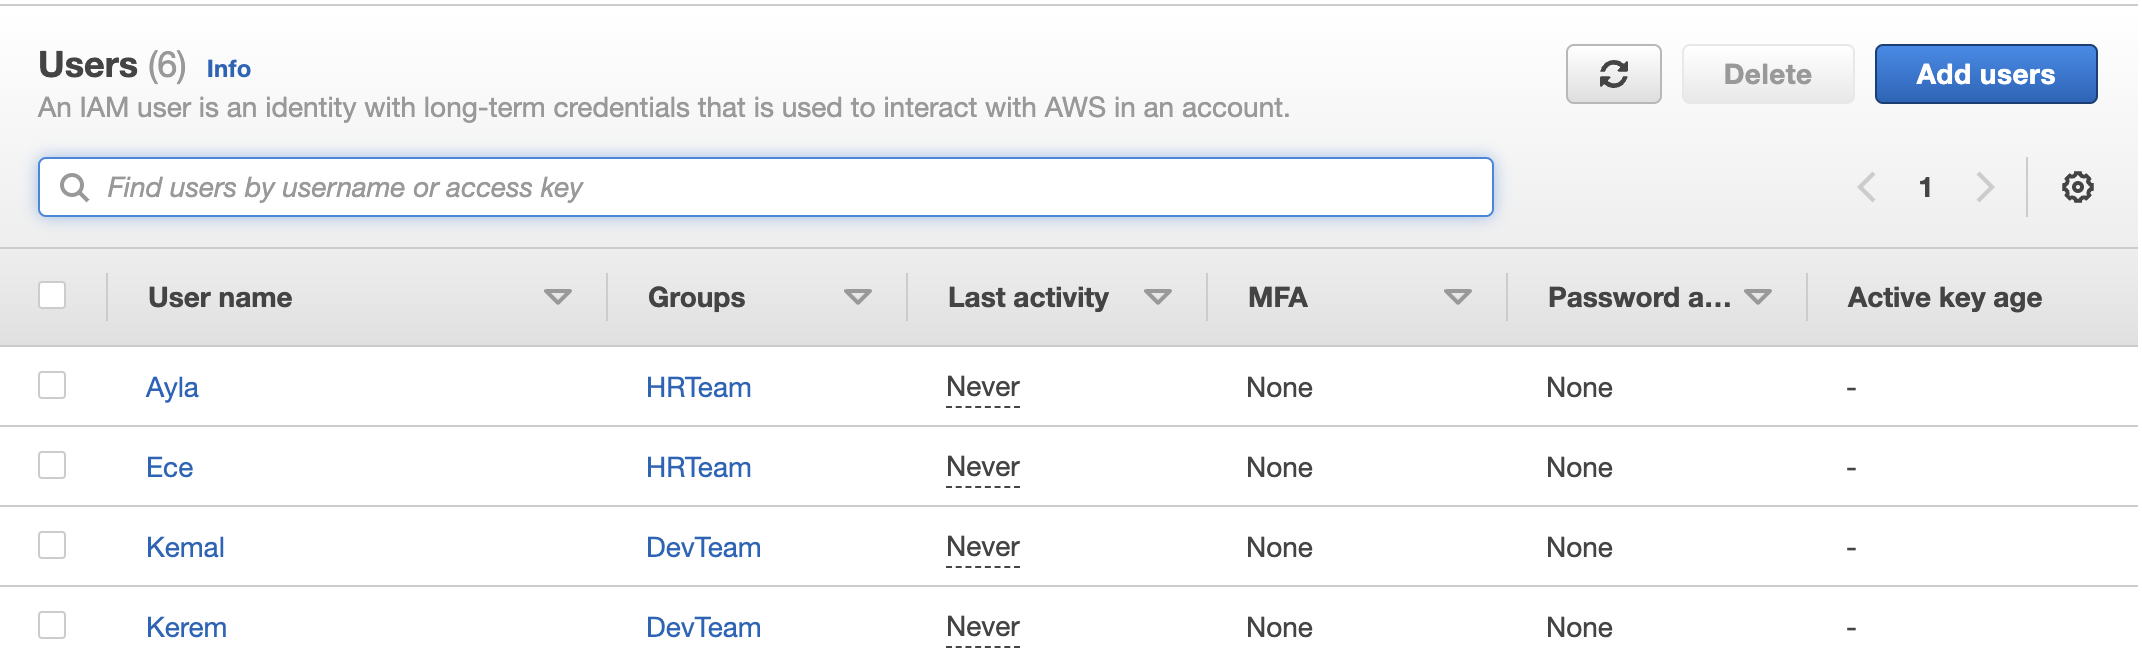 Users (6) Info
Delete
Add users
An IAM user is an identity with long-term credentials that is used to interact with AWS in an account.
Find users by username or access key
1
User name Groups Last activity MFA Password a... Active key age
Ayla HRTeam Never None None -
Ece HRTeam Never None None -
Kemal DevTeam Never None None -
Kerem DevTeam Never None None -